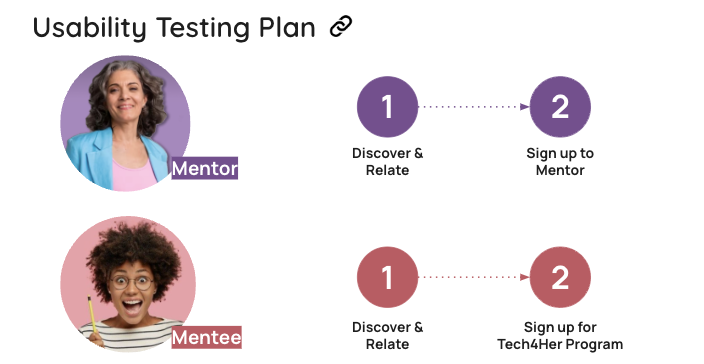 Usability Testing Plan
Mentor
1
2
Discover &
Relate
Sign up to
Mentor
Mentee
1
2
Discover &
Relate
Sign up for
Tech4Her Program